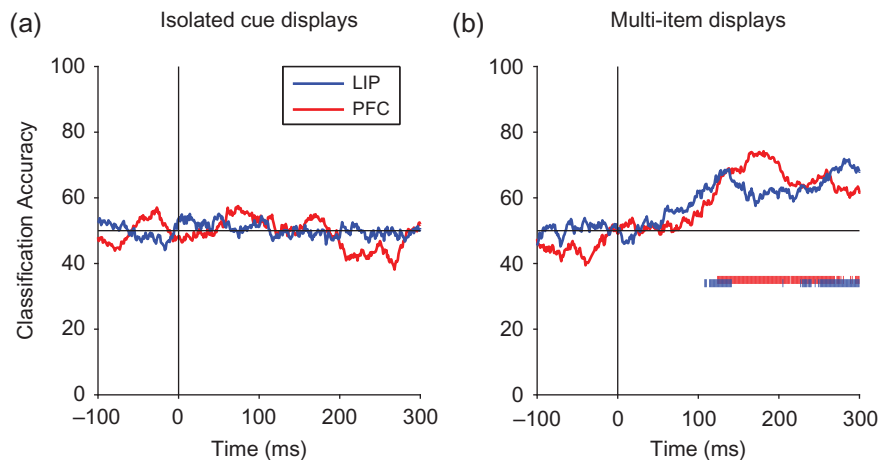 (a) Isolated cue displays
(b) Multi-item displays
Classification Accuracy
100
80
60
40
20
0
LIP
PFC
–100 0 100 200 300
Time (ms)
100
80
60
40
20
0
–100 0 100 200 300
Time (ms)